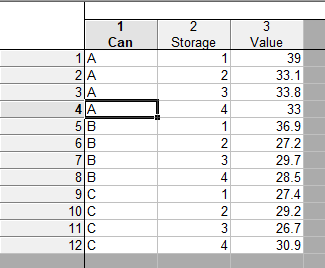 1 2 3
Can Storage Value
1 A 1 39
2 A 2 33.1
3 A 3 33.8
4 A 4 33
5 B 1 36.9
6 B 2 27.2
7 B 3 29.7
8 B 4 28.5
9 C 1 27.4
10 C 2 29.2
11 C 3 26.7
12 C 4 30.9